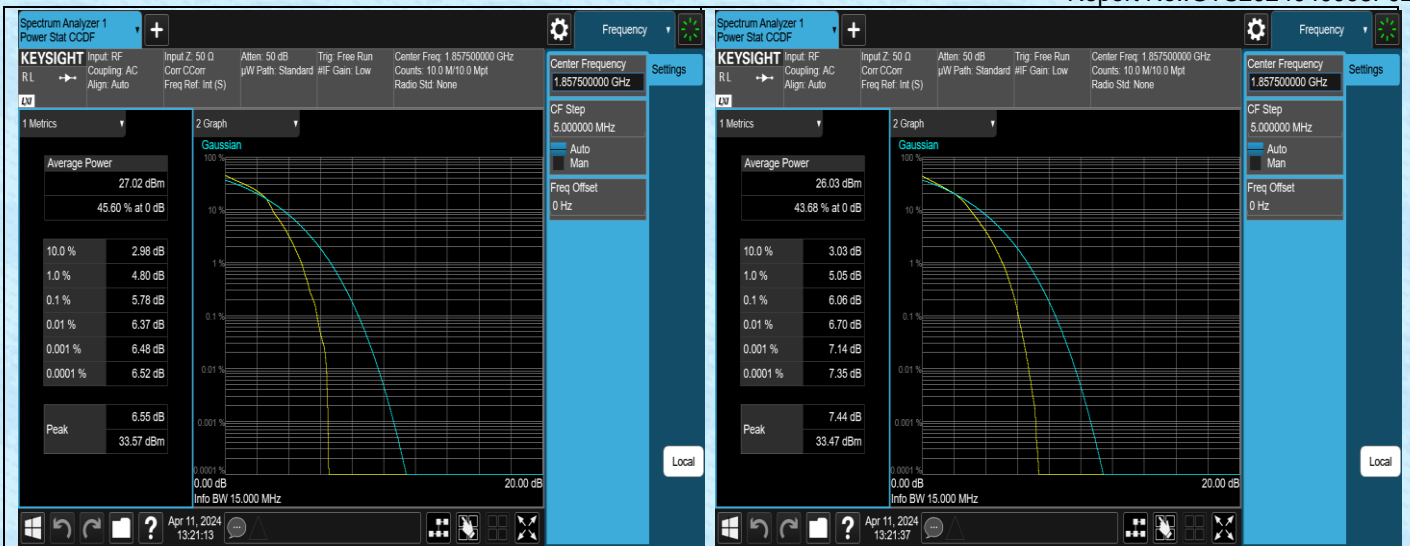 Spectrum Analyzer 1
Power Stat CCDF
Frequency
KEYSIGHT
R L
LXI
Input: RF
Coupling: AC
Align: Auto
Input Z: 50 Ω
Corr CCorr
Freq Ref: Int (S)
Atten: 50 dB
µW Path: Standard
Trig: Free Run
#IF Gain: Low
Center Freq: 1.857500000 GHz
Counts: 10.0 M/10.0 Mpt
Radio Std: None
Center Frequency
1.857500000 GHz
Settings
CF Step
5.000000 MHz
Auto
Man
Freq Offset
0 Hz
Local
1 Metrics
Average Power
27.02 dBm
45.60 % at 0 dB
10.0 % 2.98 dB
1.0 % 4.80 dB
0.1 % 5.78 dB
0.01 % 6.37 dB
0.001 % 6.48 dB
0.0001 % 6.52 dB
Peak
6.55 dB
33.57 dBm
2 Graph
Gaussian
100 %
10 %
1 %
0.1 %
0.01 %
0.001 %
0.0001 %
0.00 dB 20.00 dB
Info BW 15.000 MHz
Apr 11, 2024
13:21:13
Spectrum Analyzer 1
Power Stat CCDF
Frequency
KEYSIGHT
R L
LXI
Input: RF
Coupling: AC
Align: Auto
Input Z: 50 Ω
Corr CCorr
Freq Ref: Int (S)
Atten: 50 dB
µW Path: Standard
Trig: Free Run
#IF Gain: Low
Center Freq: 1.857500000 GHz
Counts: 10.0 M/10.0 Mpt
Radio Std: None
Center Frequency
1.857500000 GHz
Settings
CF Step
5.000000 MHz
Auto
Man
Freq Offset
0 Hz
Local
1 Metrics
Average Power
26.03 dBm
43.68 % at 0 dB
10.0 % 3.03 dB
1.0 % 5.05 dB
0.1 % 6.06 dB
0.01 % 6.70 dB
0.001 % 7.14 dB
0.0001 % 7.35 dB
Peak
7.44 dB
33.47 dBm
2 Graph
Gaussian
100 %
10 %
1 %
0.1 %
0.01 %
0.001 %
0.0001 %
0.00 dB 20.00 dB
Info BW 15.000 MHz
Apr 11, 2024
13:21:37